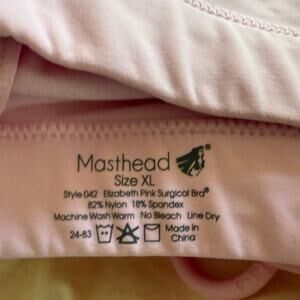 Masthead
Size XL
Style 042 Elizabeth Pink Surgical Bra®
82% Nylon 18% Spandex
Machine Wash Warm No Bleach Line Dry
24-83
Made in
China